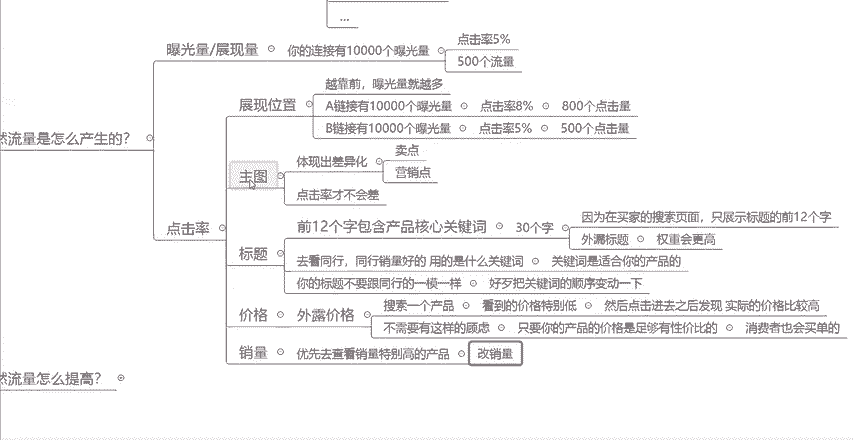 ...
曝光量/展现量
你的连接有10000个曝光量
点击率5%
500个流量
然流量是怎么产生的?
点击率
展现位置
越靠前，曝光量就越多
A链接有10000个曝光量
点击率8%
800个点击量
B链接有10000个曝光量
点击率5%
500个点击量
主图
体现出差异化
卖点
营销点
点击率才不会差
标题
前12个字包含产品核心关键词
30个字
因为在买家的搜索页面，只展示标题的前12个字
外漏标题
权重会更高
去看同行，同行销量好的 用的是什么关键词
关键词是适合你的产品的
你的标题不要跟同行的一模一样
好歹把关键词的顺序变动一下
价格
外露价格
搜索一个产品
看到的价格特别低
然后点击进去之后发现 实际的价格比较高
不需要有这样的顾虑
只要你的产品的价格是足够有性价比的
消费者也会买单的
销量
优先去查看销量特别高的产品
改销量
然流量怎么提高?